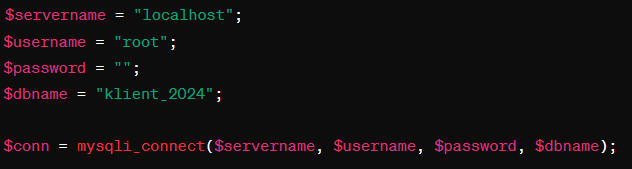 $servername = "localhost";
$username = "root";
$password = "";
$dbname = "klient_2024";
$conn = mysqli_connect($servername, $username, $password, $dbname);